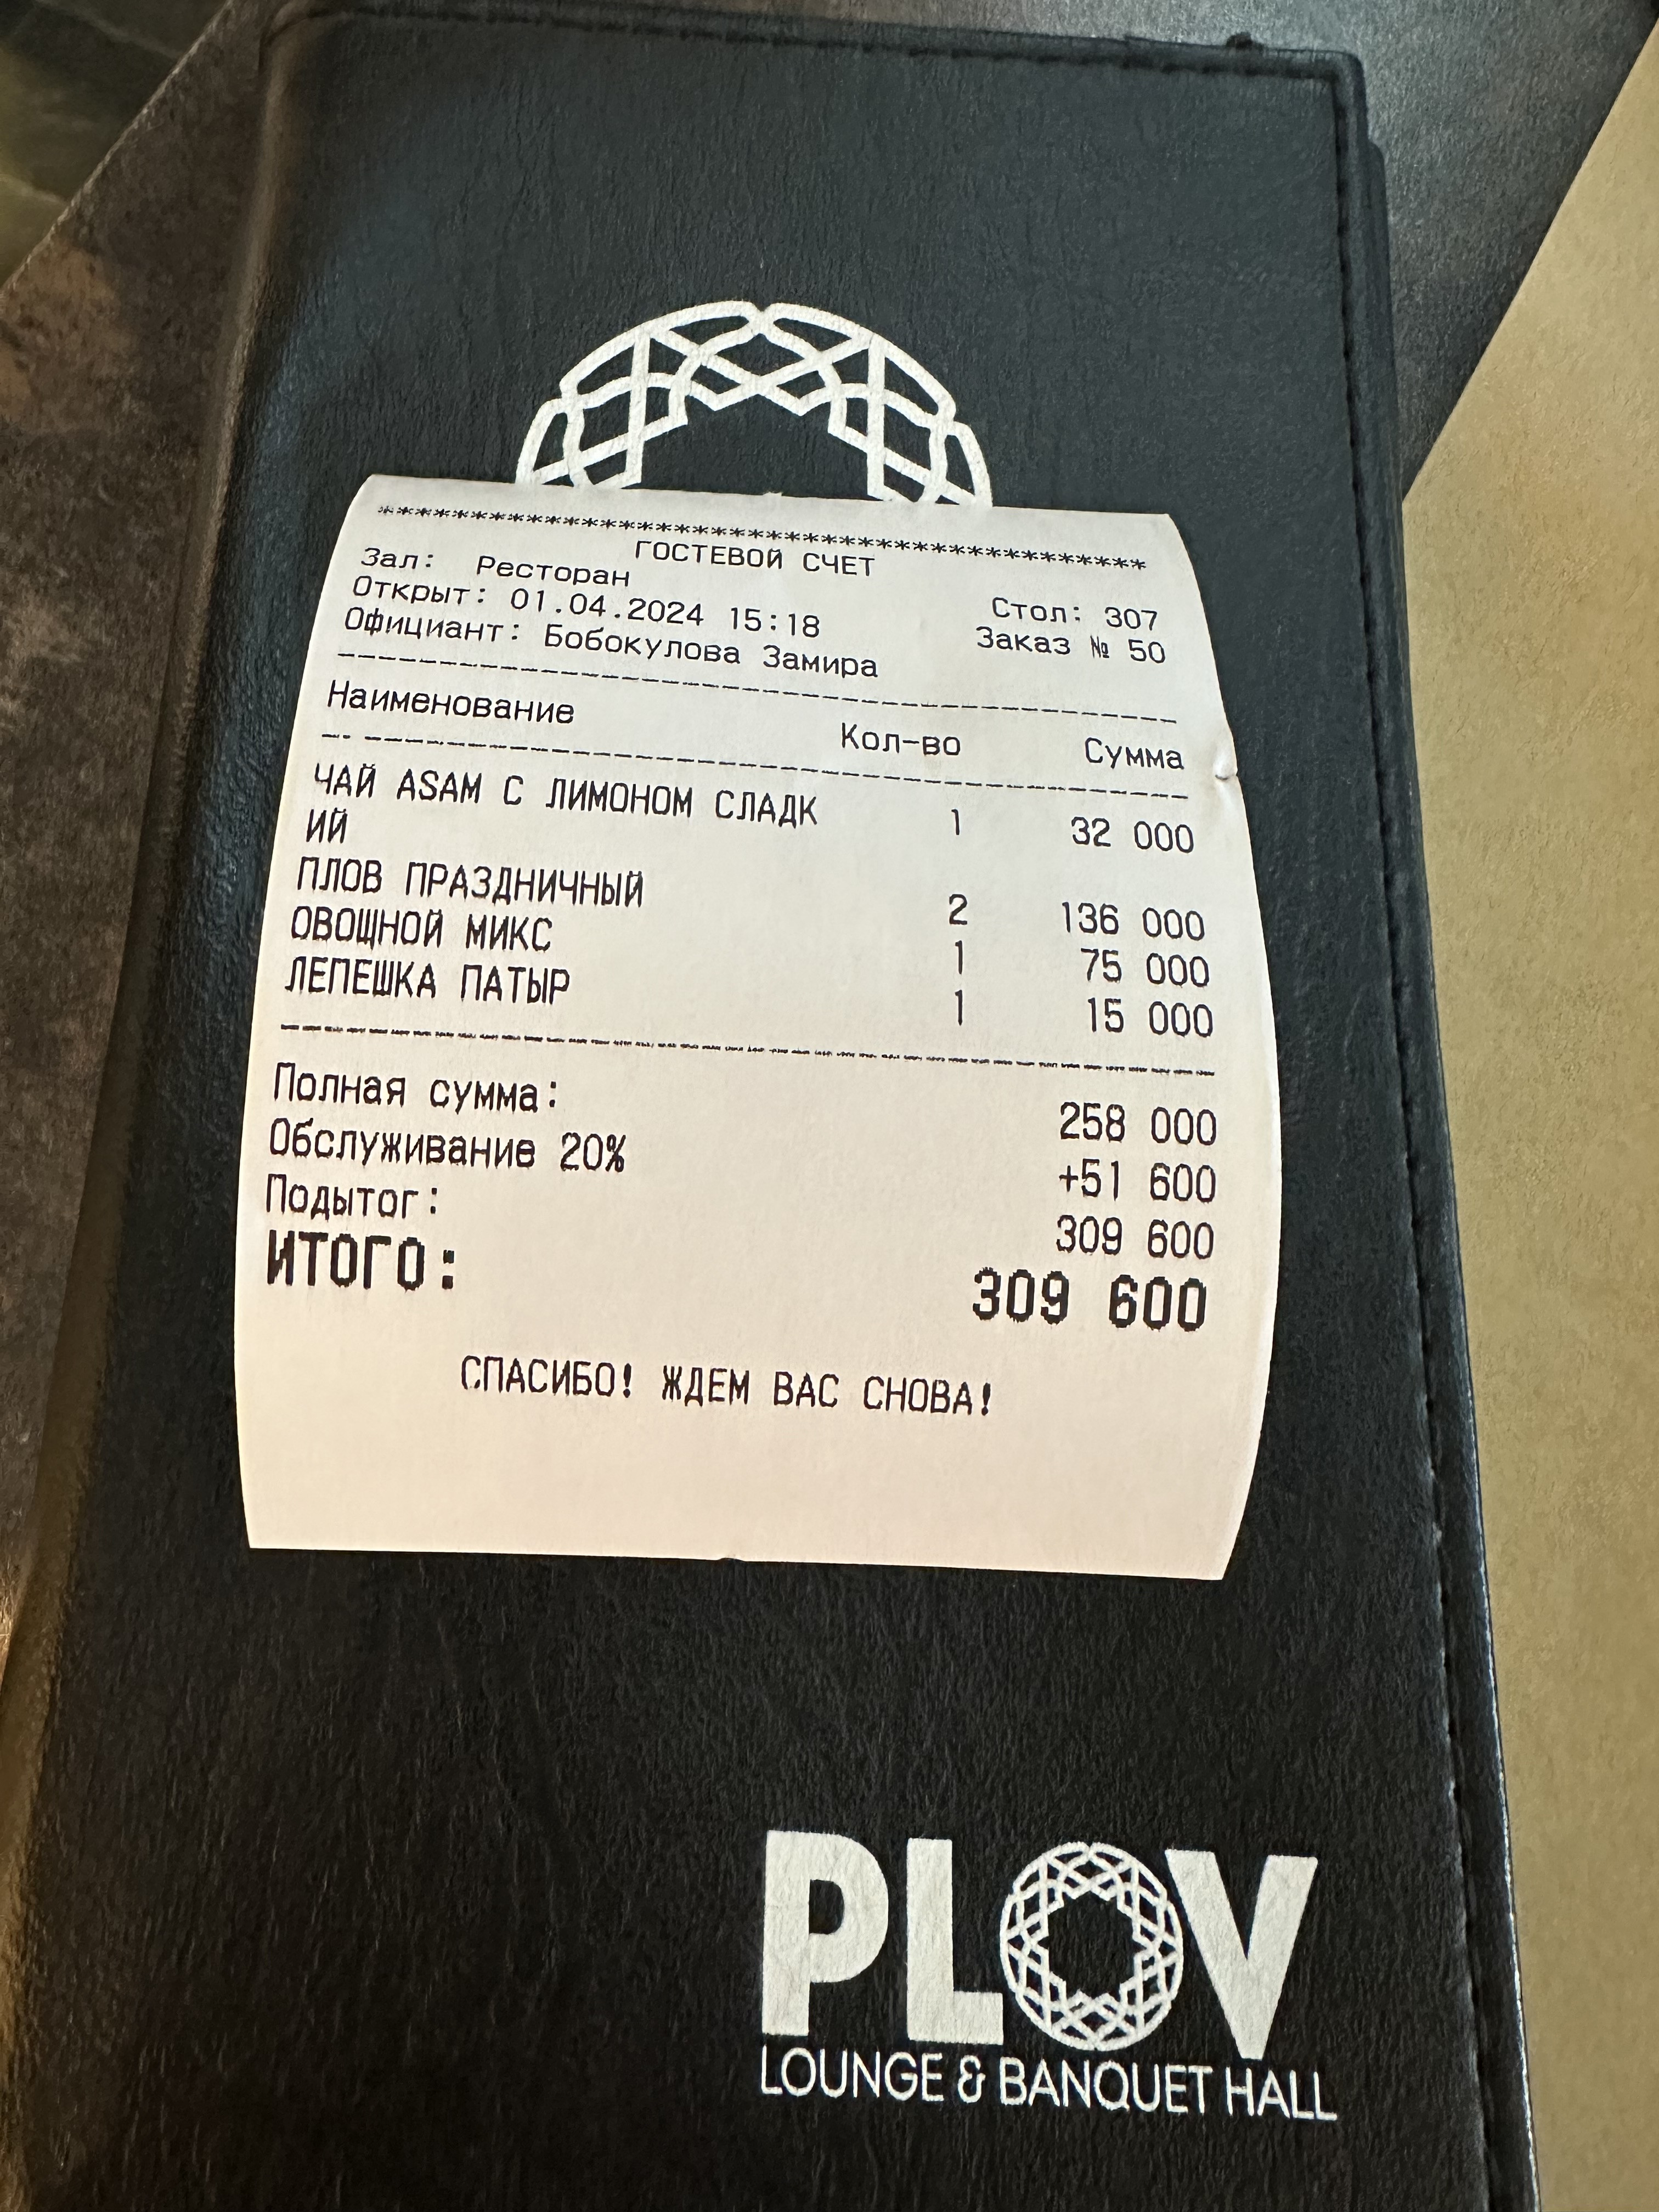 ****************************************
ГОСТЕВОЙ СЧЕТ
Зал: Ресторан
Открыт: 01.04.2024 15:18 Стол: 307
Официант: Бобокулова Замира Заказ № 50
Наименование Кол-во Сумма
ЧАЙ ASAM С ЛИМОНОМ СЛАДК 1 32 000
ИЙ
ПЛОВ ПРАЗДНИЧНЫЙ 2 136 000
ОВОЩНОЙ МИКС 1 75 000
ЛЕПЕШКА ПАТЫР 1 15 000
Полная сумма: 258 000
Обслуживание 20% +51 600
Подытог: 309 600
ИТОГО: 309 600
СПАСИБО! ЖДЕМ ВАС СНОВА!
PLOV
LOUNGE & BANQUET HALL